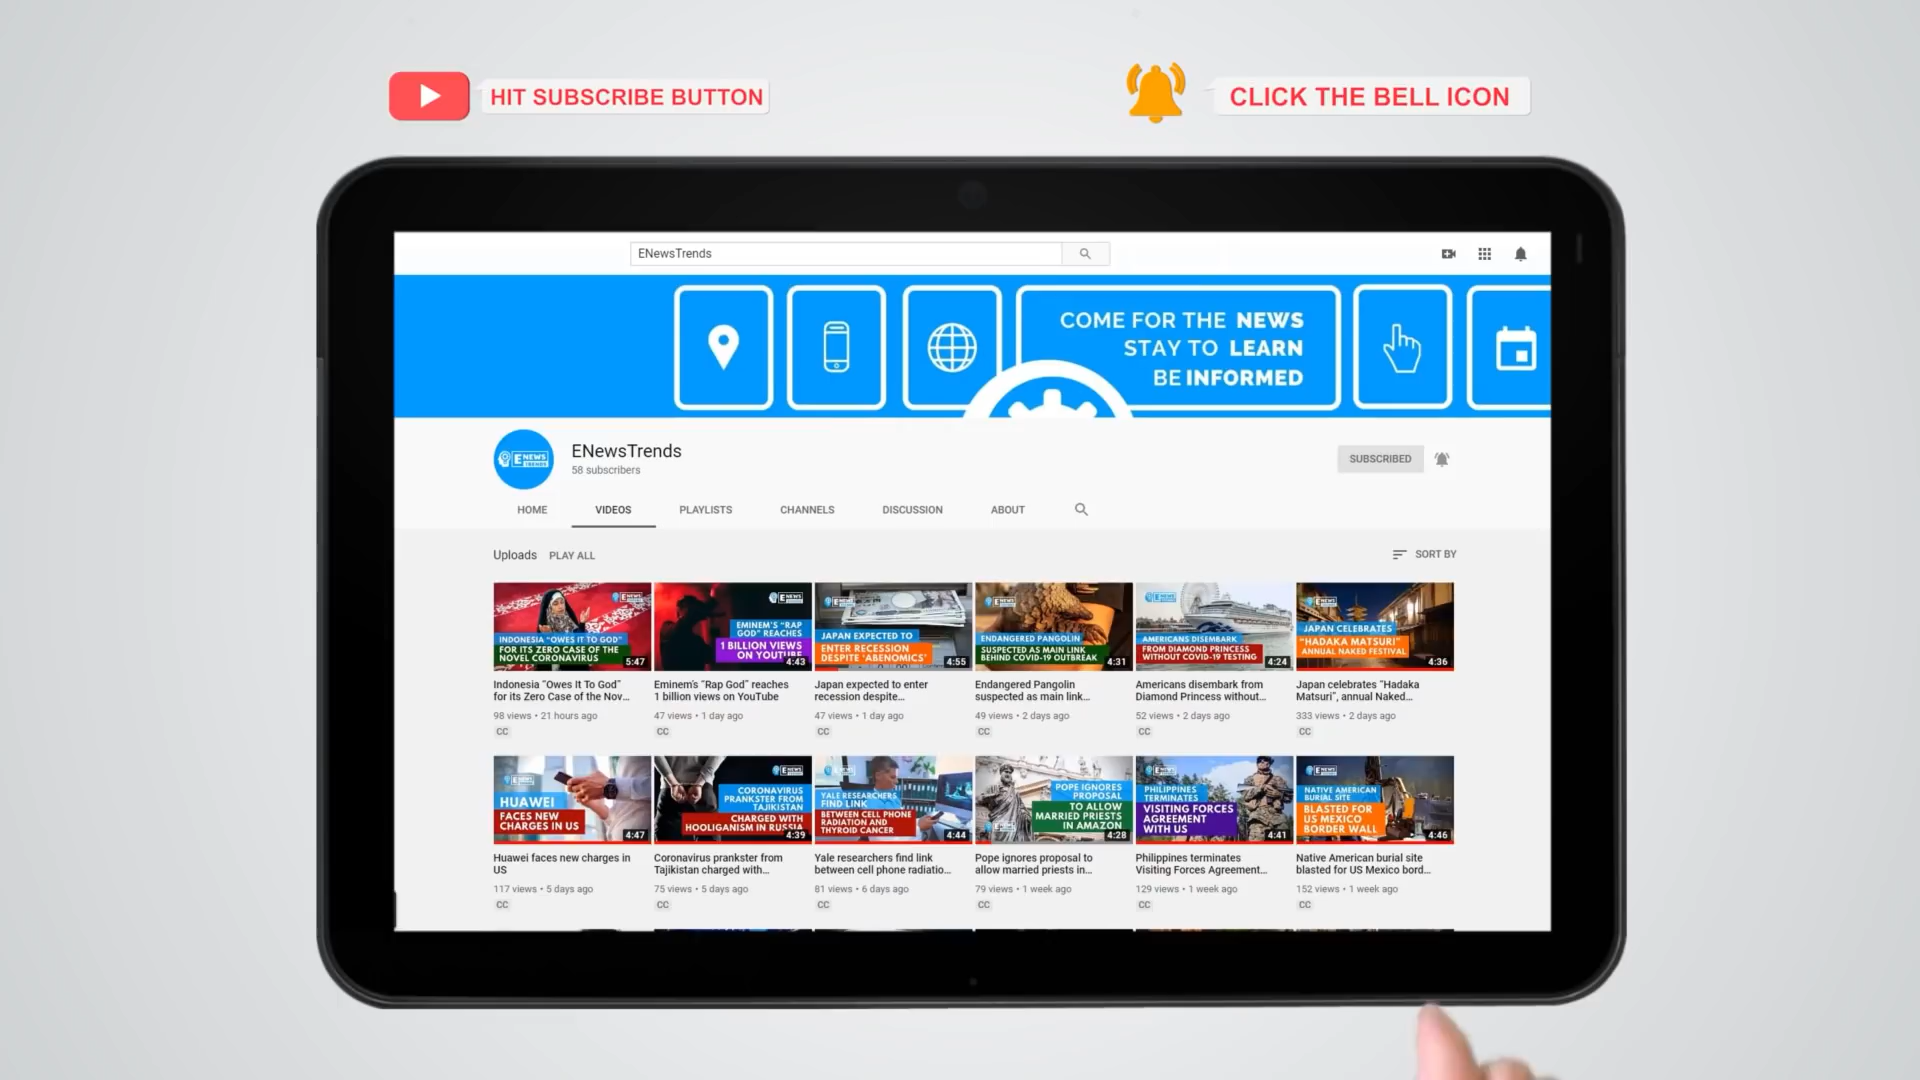 HIT SUBSCRIBE BUTTON
CLICK THE BELL ICON
ENewsTrends
COME FOR THE NEWS
STAY TO LEARN
BE INFORMED
E NEWS
TRENDS
ENewsTrends
58 subscribers
SUBSCRIBED
HOME VIDEOS PLAYLISTS CHANNELS DISCUSSION ABOUT
Uploads PLAY ALL
SORT BY
INDONESIA "OWES IT TO GOD"
FOR ITS ZERO CASE OF THE
NOVEL CORONAVIRUS
5:47
EMINEM'S "RAP
GOD" REACHES
1 BILLION VIEWS
ON YOUTUBE
4:43
JAPAN EXPECTED TO
ENTER RECESSION
DESPITE 'ABENOMICS'
4:55
ENDANGERED PANGOLIN
SUSPECTED AS MAIN LINK
BEHIND COVID-19 OUTBREAK
4:31
AMERICANS DISEMBARK
FROM DIAMOND PRINCESS
WITHOUT COVID-19 TESTING
4:24
JAPAN CELEBRATES
"HADAKA MATSURI"
ANNUAL NAKED FESTIVAL
4:36
Indonesia "Owes It To God"
for its Zero Case of the Nov...
98 views • 21 hours ago
CC
Eminem's "Rap God" reaches
1 billion views on YouTube
47 views • 1 day ago
CC
Japan expected to enter
recession despite...
47 views • 1 day ago
CC
Endangered Pangolin
suspected as main link...
49 views • 2 days ago
CC
Americans disembark from
Diamond Princess without...
52 views • 2 days ago
CC
Japan celebrates "Hadaka
Matsuri", annual Naked...
333 views • 2 days ago
CC
HUAWEI
FACES NEW
CHARGES IN US
4:47
CORONAVIRUS
PRANKSTER FROM
TAJIKISTAN
CHARGED WITH
HOOLIGANISM IN RUSSIA
4:39
YALE RESEARCHERS
FIND LINK
BETWEEN CELL PHONE
RADIATION AND
THYROID CANCER
4:44
POPE IGNORES
PROPOSAL
TO ALLOW
MARRIED PRIESTS
IN AMAZON
4:28
PHILIPPINES
TERMINATES
VISITING FORCES
AGREEMENT
WITH US
4:41
NATIVE AMERICAN
BURIAL SITE
BLASTED FOR
US MEXICO
BORDER WALL
4:46
Huawei faces new charges in
US
117 views • 5 days ago
CC
Coronavirus prankster from
Tajikistan charged with...
75 views • 5 days ago
CC
Yale researchers find link
between cell phone radiatio...
81 views • 6 days ago
CC
Pope ignores proposal to
allow married priests in...
79 views • 1 week ago
CC
Philippines terminates
Visiting Forces Agreement...
129 views • 1 week ago
CC
Native American burial site
blasted for US Mexico bord...
152 views • 1 week ago
CC